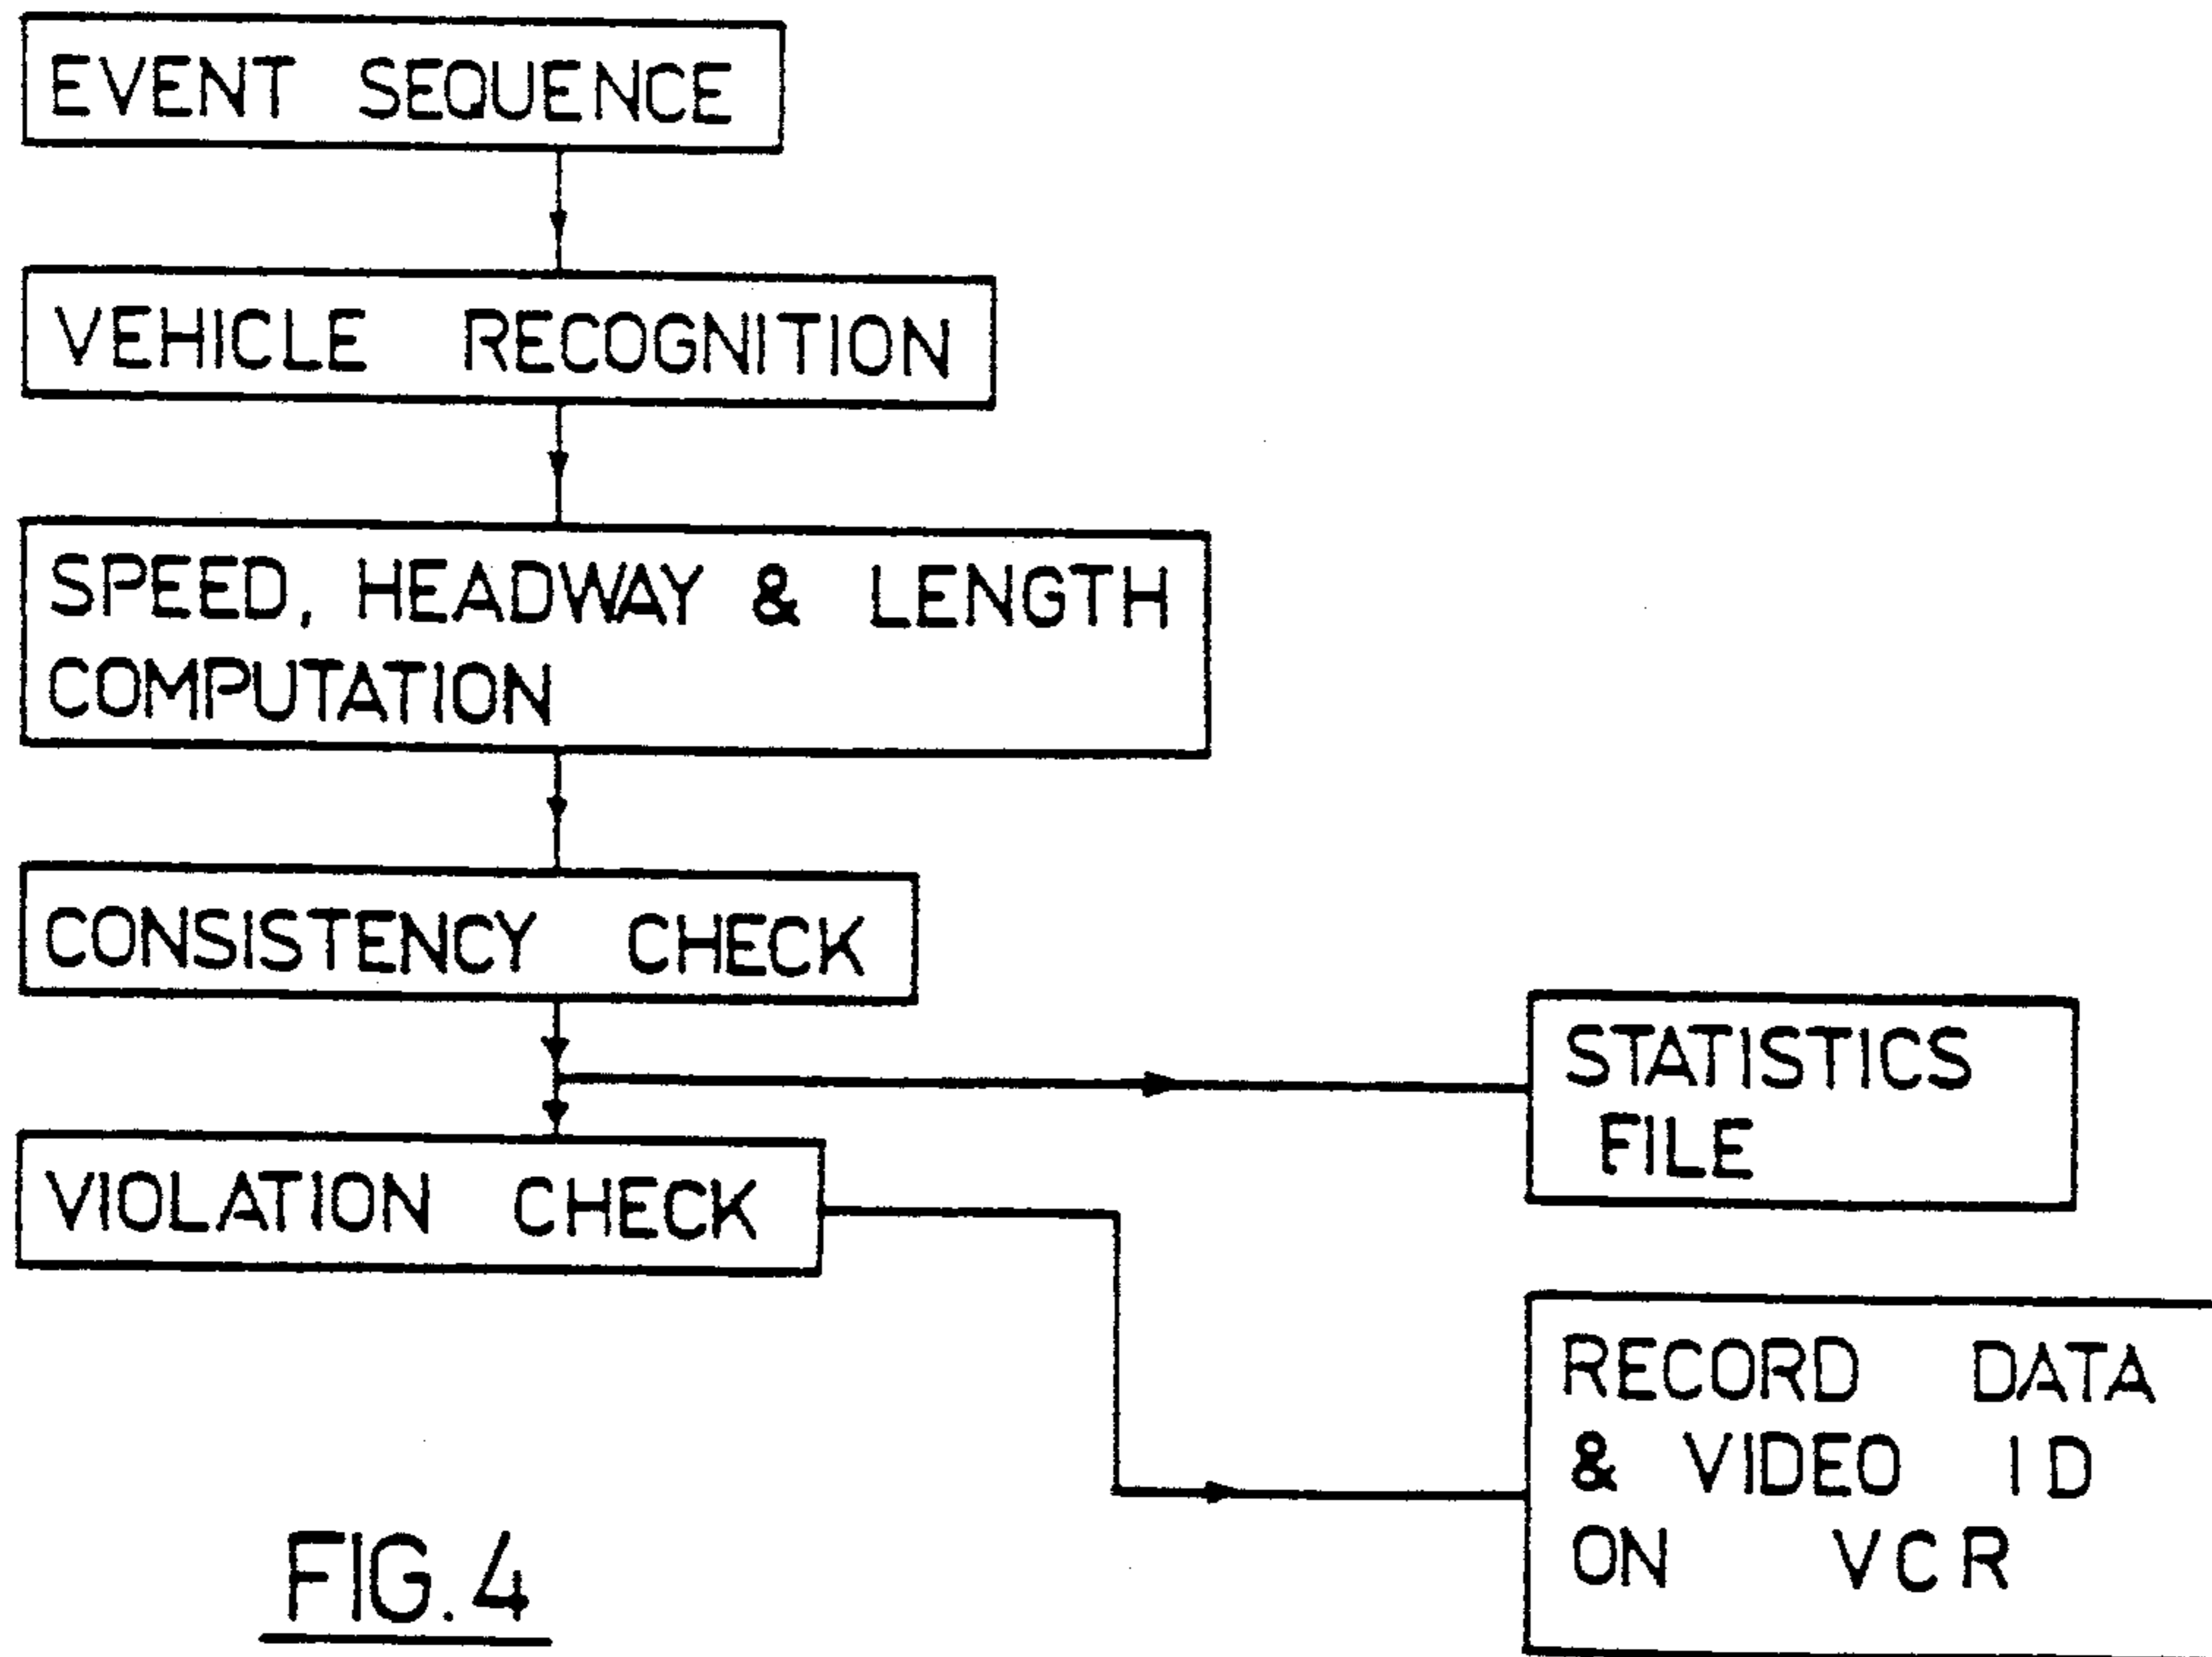 EVENT SEQUENCE
VEHICLE RECOGNITION
SPEED, HEADWAY & LENGTH
COMPUTATION
CONSISTENCY CHECK
STATISTICS
FILE
VIOLATION CHECK
RECORD DATA
& VIDEO ID
ON VCR
FIG. 4